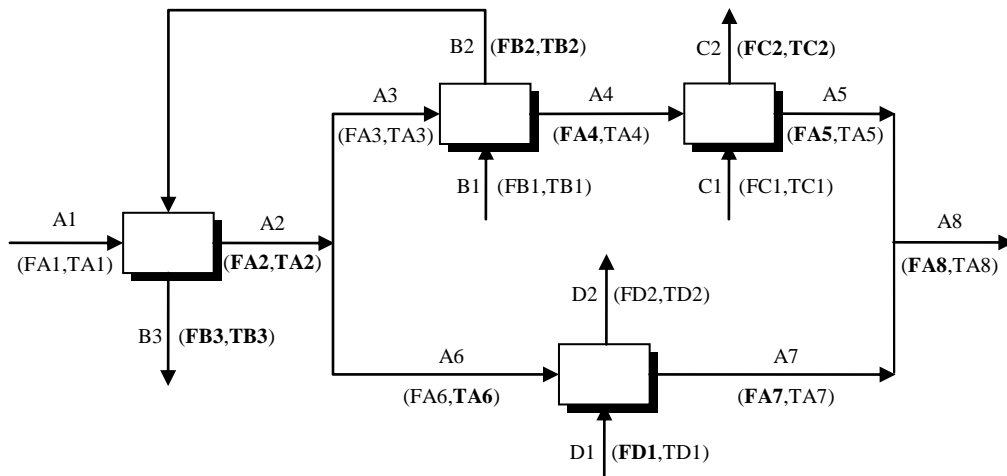 B2 (FB2,TB2)
C2 (FC2,TC2)
A3
(FA3,TA3)
A4
(FA4,TA4)
A5
(FA5,TA5)
B1 (FB1,TB1)
C1 (FC1,TC1)
A1
(FA1,TA1)
A2
(FA2,TA2)
A8
(FA8,TA8)
B3 (FB3,TB3)
D2 (FD2,TD2)
A6
(FA6,TA6)
A7
(FA7,TA7)
D1 (FD1,TD1)